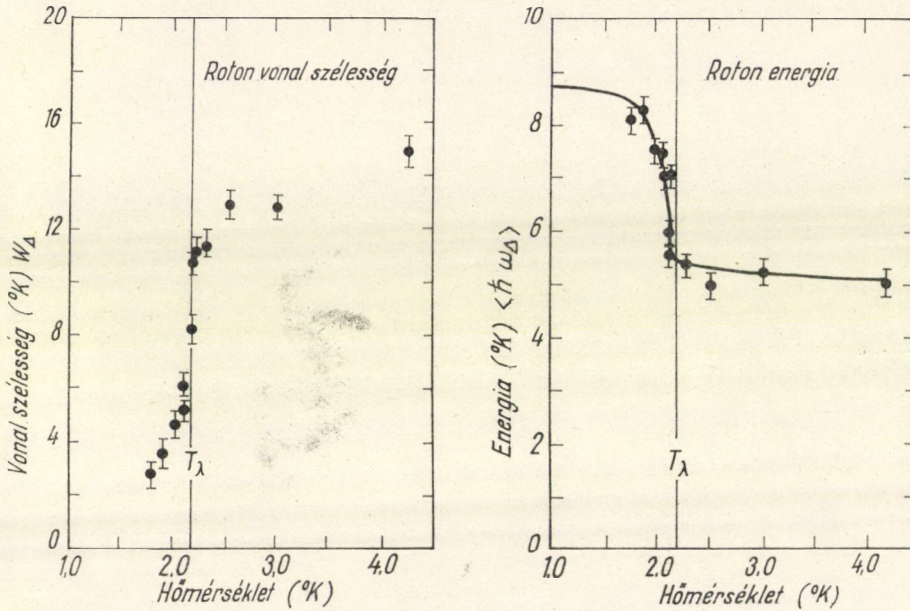 Vonal szélesség (°K) W_Δ
20
16
12
8
4
0
Roton vonal szélesség
T_λ
1,0
2.0
3.0
4.0
Hőmérséklet (°K)
Energia (°K) <ħ ω_Δ>
10
8
6
4
2
0
Roton energia
T_λ
1.0
2.0
3.0
4.0
Hőmérséklet (°K)